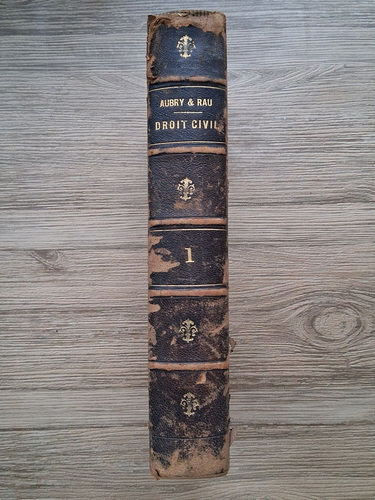 AUBRY & RAU
DROIT CIVIL
1